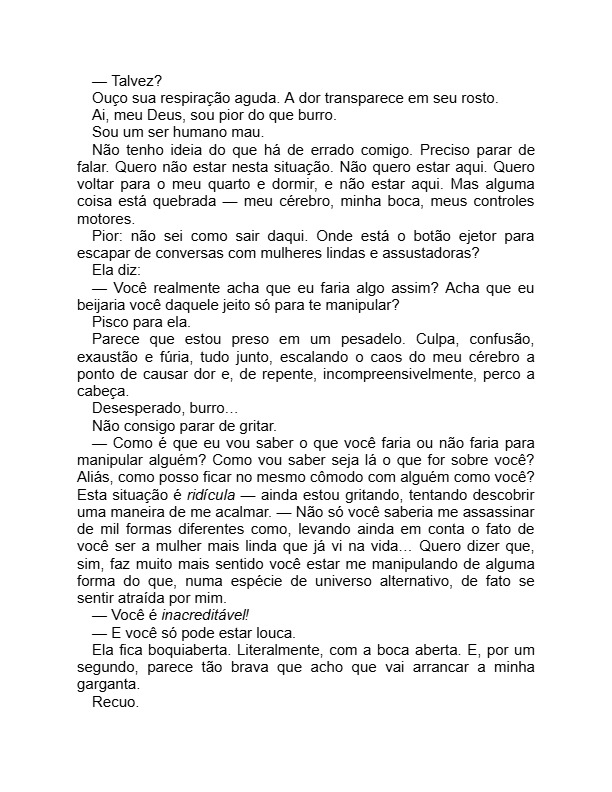 — Talvez?
Ouço sua respiração aguda. A dor transparece em seu rosto.
Ai, meu Deus, sou pior do que burro.
Sou um ser humano mau.
Não tenho ideia do que há de errado comigo. Preciso parar de
falar. Quero não estar nesta situação. Não quero estar aqui. Quero
voltar para o meu quarto e dormir, e não estar aqui. Mas alguma
coisa está quebrada — meu cérebro, minha boca, meus controles
motores.
Pior: não sei como sair daqui. Onde está o botão ejetor para
escapar de conversas com mulheres lindas e assustadoras?
Ela diz:
— Você realmente acha que eu faria algo assim? Acha que eu
beijaria você daquele jeito só para te manipular?
Pisco para ela.
Parece que estou preso em um pesadelo. Culpa, confusão,
exaustão e fúria, tudo junto, escalando o caos do meu cérebro a
ponto de causar dor e, de repente, incompreensivelmente, perco a
cabeça.
Desesperado, burro…
Não consigo parar de gritar.
— Como é que eu vou saber o que você faria ou não faria para
manipular alguém? Como vou saber seja lá o que for sobre você?
Aliás, como posso ficar no mesmo cômodo com alguém como você?
Esta situação é ridícula — ainda estou gritando, tentando descobrir
uma maneira de me acalmar. — Não só você saberia me assassinar
de mil formas diferentes como, levando ainda em conta o fato de
você ser a mulher mais linda que já vi na vida… Quero dizer que,
sim, faz muito mais sentido você estar me manipulando de alguma
forma do que, numa espécie de universo alternativo, de fato se
sentir atraída por mim.
— Você é inacreditável!
— E você só pode estar louca.
Ela fica boquiaberta. Literalmente, com a boca aberta. E, por um
segundo, parece tão brava que acho que vai arrancar a minha
garganta.
Recuo.